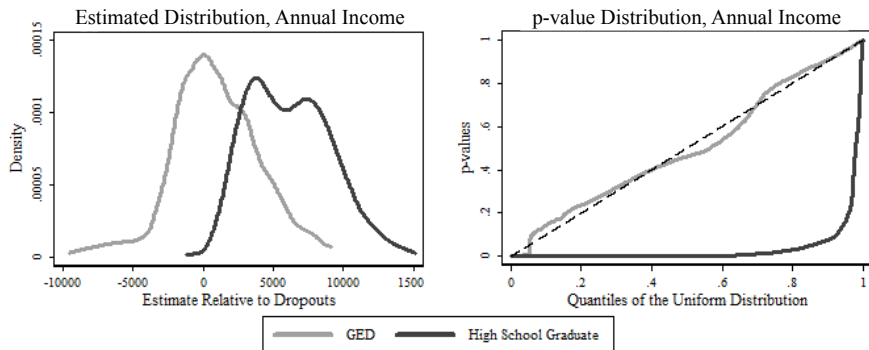 Estimated Distribution, Annual Income
p-value Distribution, Annual Income
Density
0
.00005
.0001
.00015
-10000
-5000
0
5000
10000
1500
Estimate Relative to Dropouts
p-values
0
.2
.4
.6
.8
1
0
.2
.4
.6
.8
1
Quantiles of the Uniform Distribution
GED
High School Graduate